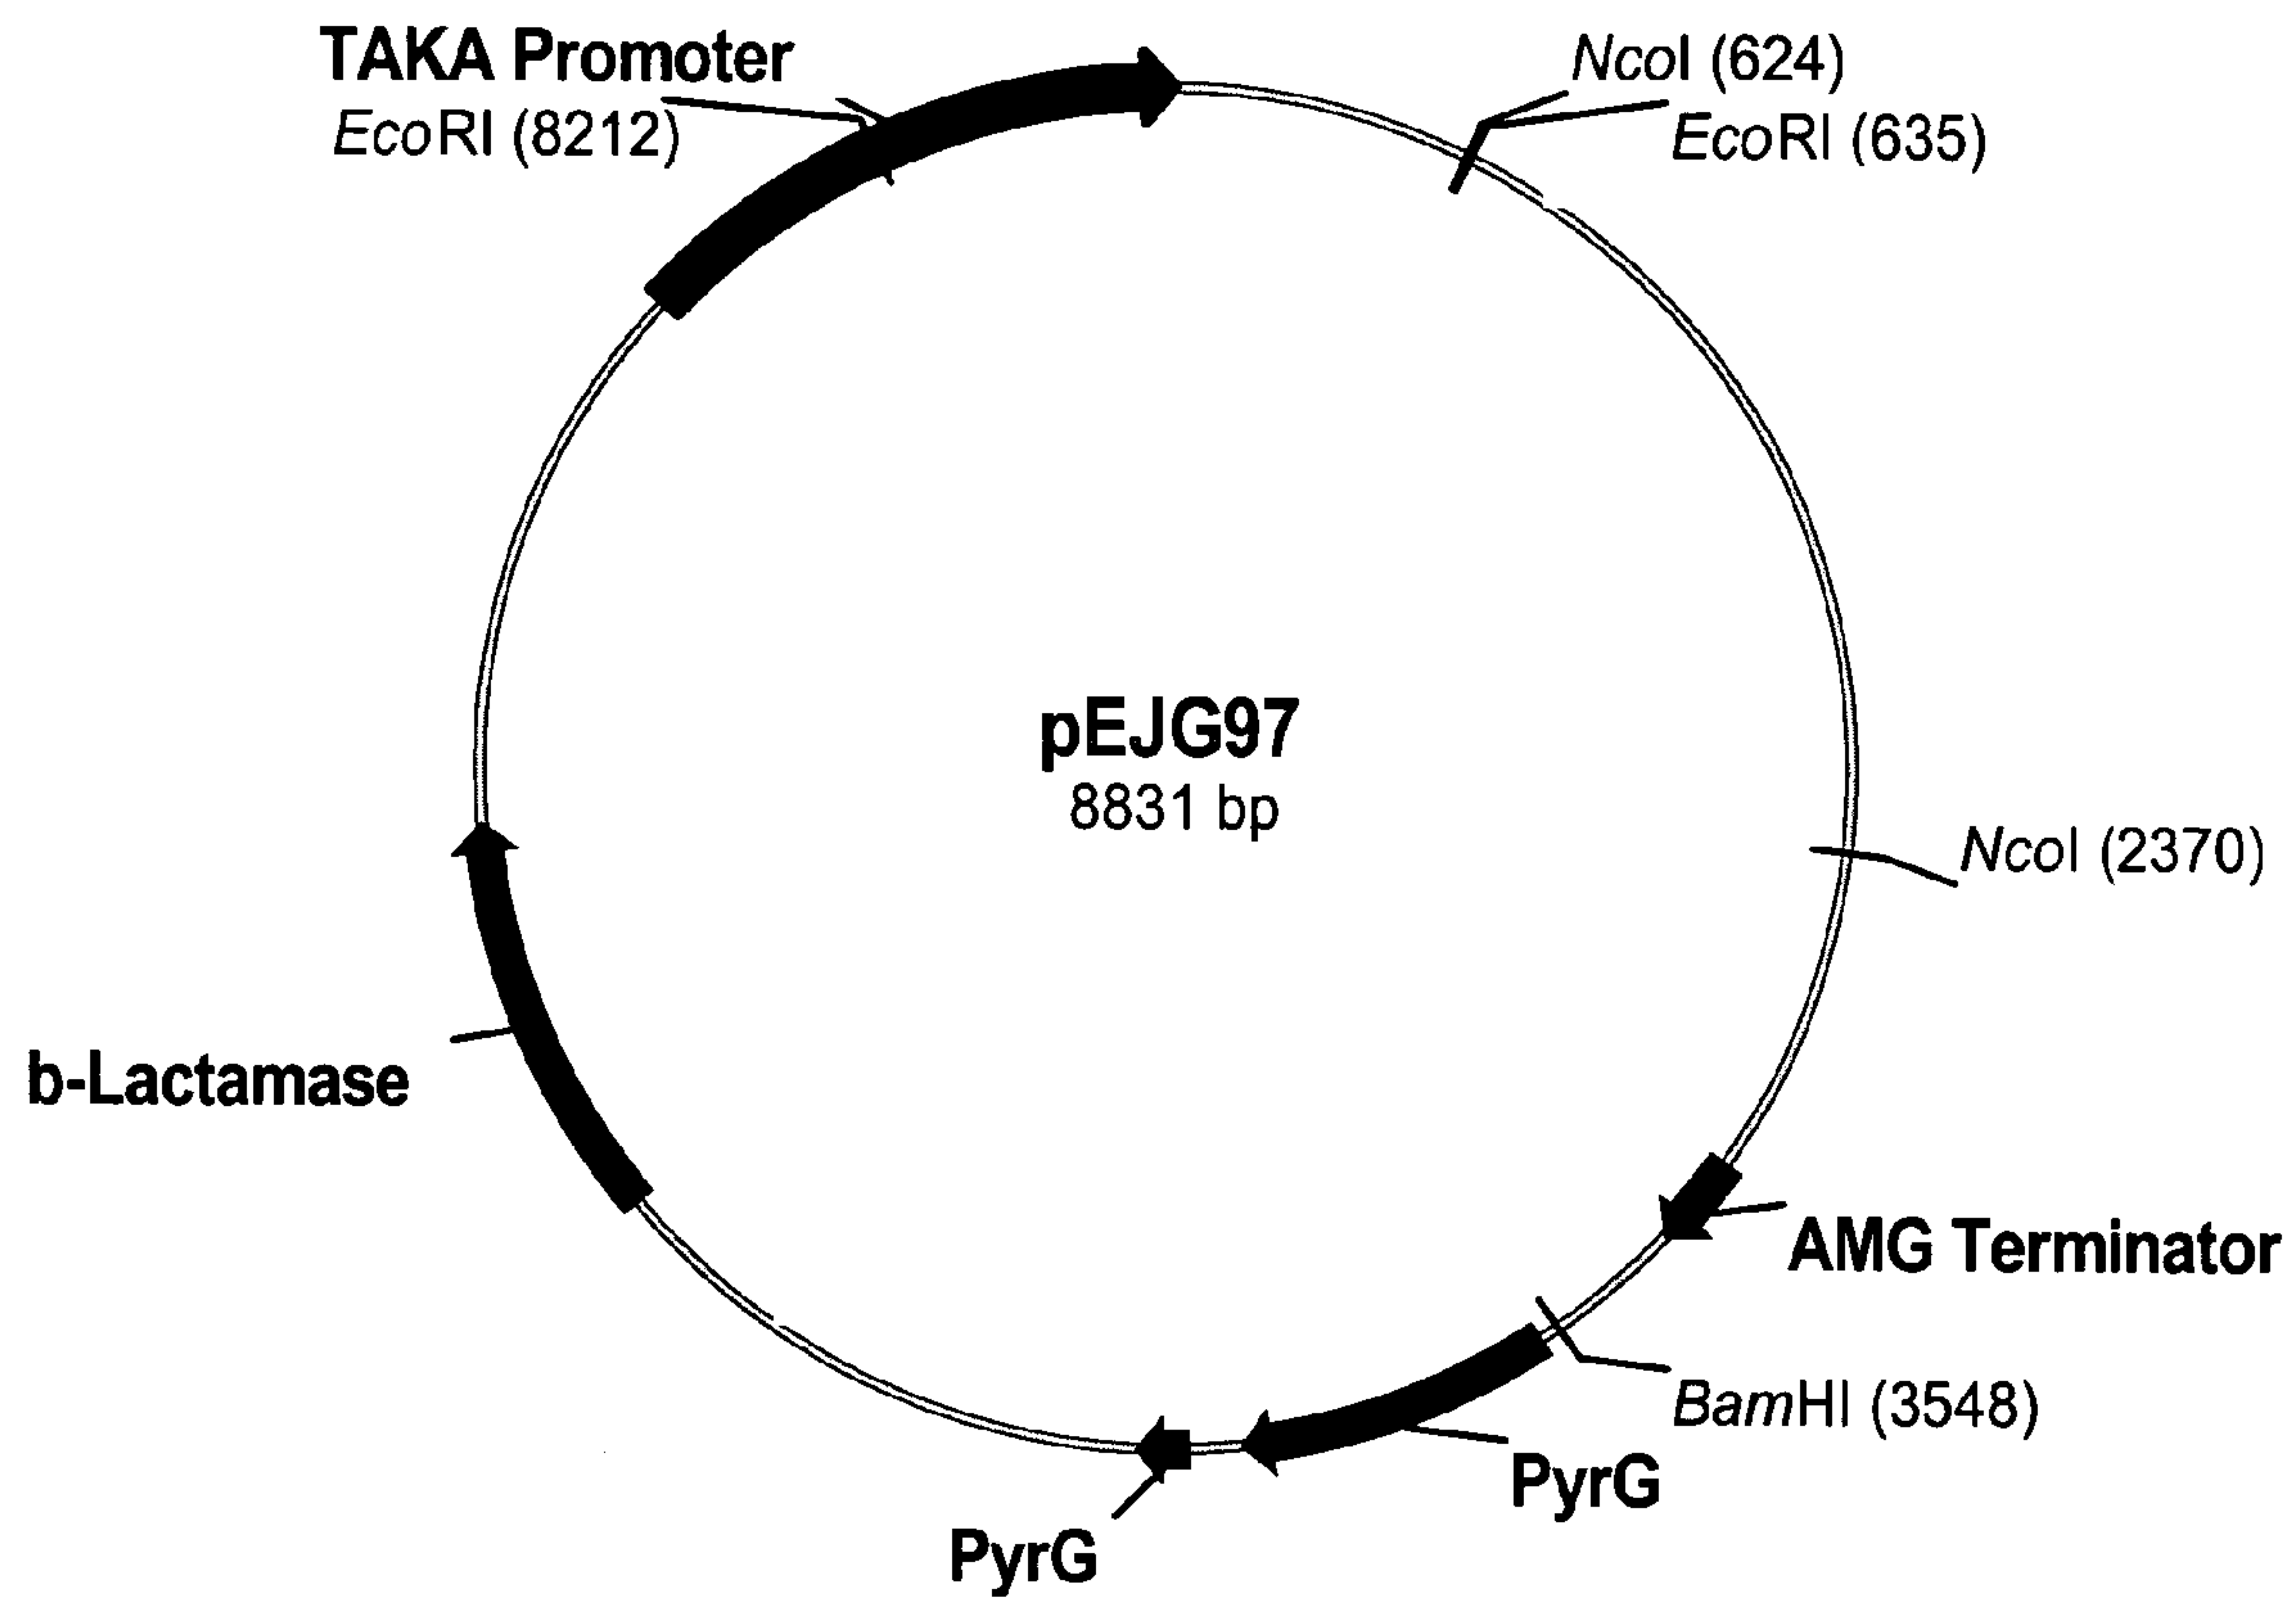 TAKA Promoter
EcoRI (8212)
NcoI (624)
EcoRI (635)
pEJG97
8831 bp
NcoI (2370)
b-Lactamase
AMG Terminator
BamHI (3548)
PyrG
PyrG